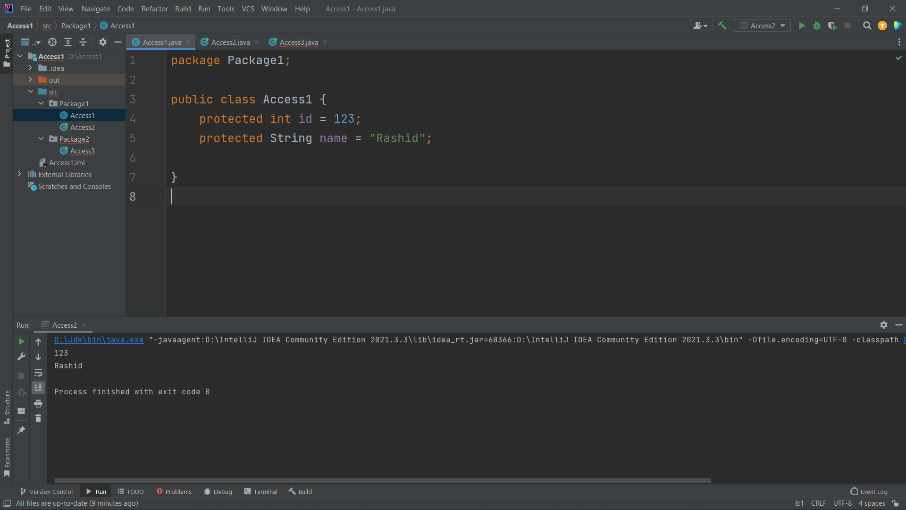 File Edit View Navigate Code Refactor Build Run Tools VCS Window Help Access1 - Access1.java
Access1 src Package1 Access1 Access2
Project
... Access1.java Access2.java Access3.java
Access1 D:\Access1
.idea
out
src
Package1
Access1
Access2
Package2
Access3
Access1.iml
External Libraries
Scratches and Consoles
1 package Package1;
2
3 public class Access1 {
4 protected int id = 123;
5 protected String name = "Rashid";
6
7 }
8
Run: Access2
D:\Jdk\bin\java.exe "-javaagent:D:\IntelliJ IDEA Community Edition 2021.3.3\lib\idea_rt.jar=60366:D:\IntelliJ IDEA Community Edition 2021.3.3\bin" -Dfile.encoding=UTF-8 -classpath
123
Rashid
Process finished with exit code 0
Structure
Bookmarks
Version Control Run TODO Problems Debug Terminal Build Event Log
All files are up-to-date (9 minutes ago) 8:1 CRLF UTF-8 4 spaces